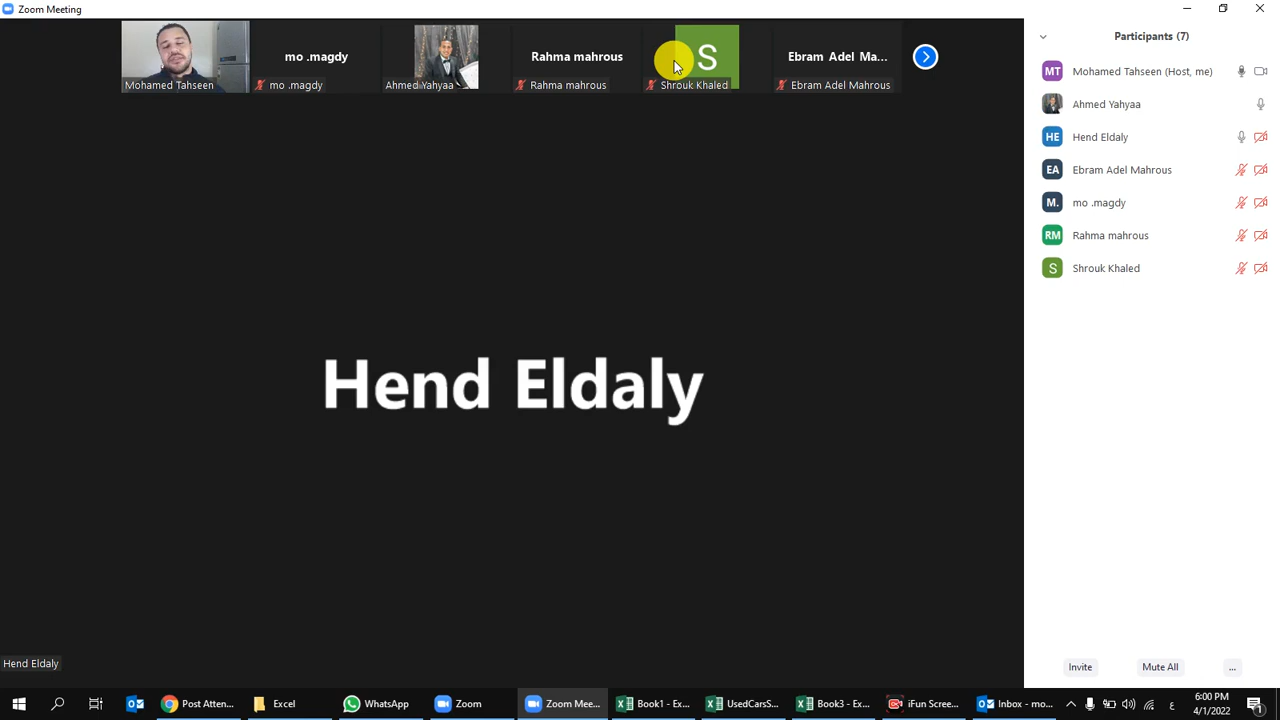 Zoom Meeting
Mohamed Tahseen
mo .magdy
mo .magdy
Ahmed Yahyaa
Rahma mahrous
Rahma mahrous
S
Shrouk Khaled
Ebram Adel Ma...
Ebram Adel Mahrous
Hend Eldaly
Hend Eldaly
Participants (7)
MT Mohamed Tahseen (Host, me)
Ahmed Yahyaa
HE Hend Eldaly
EA Ebram Adel Mahrous
M. mo .magdy
RM Rahma mahrous
S Shrouk Khaled
Invite Mute All ...
Post Atten...
Excel
WhatsApp
Zoom
Zoom Mee...
Book1 - Ex...
UsedCarsS...
Book3 - Ex...
iFun Scree...
Inbox - mo...
ع
6:00 PM
4/1/2022
1